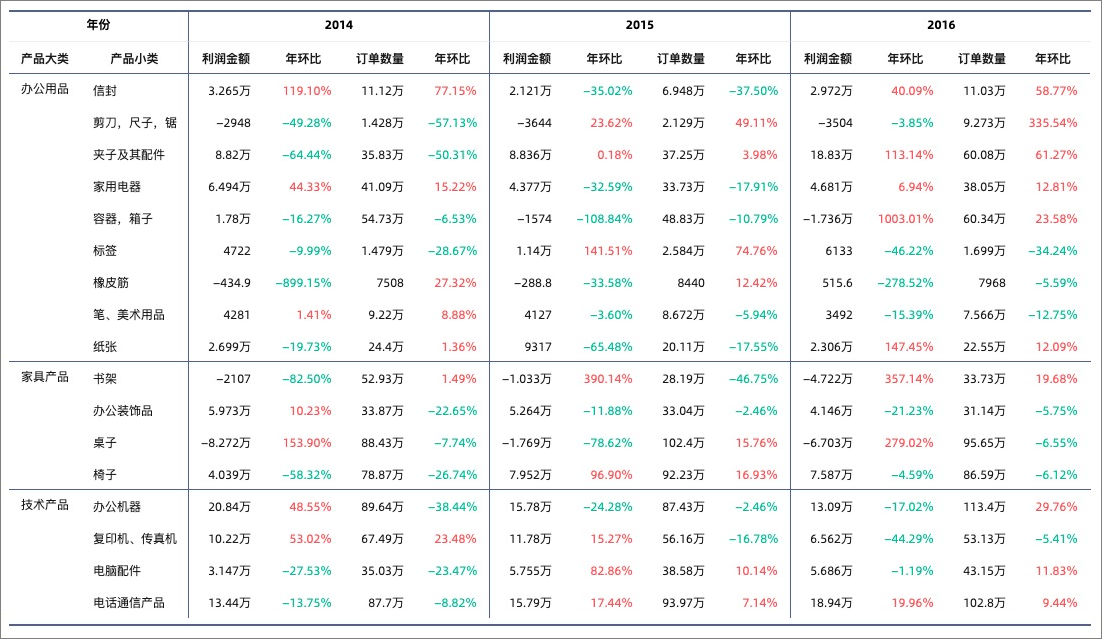 年份 2014 2015 2016
产品大类 产品小类 利润金额 年环比 订单数量 年环比 利润金额 年环比 订单数量 年环比 利润金额 年环比 订单数量 年环比
办公用品 信封 3.265万 119.10% 11.12万 77.15% 2.121万 −35.02% 6.948万 −37.50% 2.972万 40.09% 11.03万 58.77%
剪刀，尺子，锯 −2948 −49.28% 1.428万 −57.13% −3644 23.62% 2.129万 49.11% −3504 −3.85% 9.273万 335.54%
夹子及其配件 8.82万 −64.44% 35.83万 −50.31% 8.836万 0.18% 37.25万 3.98% 18.83万 113.14% 60.08万 61.27%
家用电器 6.494万 44.33% 41.09万 15.22% 4.377万 −32.59% 33.73万 −17.91% 4.681万 6.94% 38.05万 12.81%
容器，箱子 1.78万 −16.27% 54.73万 −6.53% −1574 −108.84% 48.83万 −10.79% −1.736万 1003.01% 60.34万 23.58%
标签 4722 −9.99% 1.479万 −28.67% 1.14万 141.51% 2.584万 74.76% 6133 −46.22% 1.699万 −34.24%
橡皮筋 −434.9 −899.15% 7508 27.32% −288.8 −33.58% 8440 12.42% 515.6 −278.52% 7968 −5.59%
笔、美术用品 4281 1.41% 9.22万 8.88% 4127 −3.60% 8.672万 −5.94% 3492 −15.39% 7.566万 −12.75%
纸张 2.699万 −19.73% 24.4万 1.36% 9317 −65.48% 20.11万 −17.55% 2.306万 147.45% 22.55万 12.09%
家具产品 书架 −2107 −82.50% 52.93万 1.49% −1.033万 390.14% 28.19万 −46.75% −4.722万 357.14% 33.73万 19.68%
办公装饰品 5.973万 10.23% 33.87万 −22.65% 5.264万 −11.88% 33.04万 −2.46% 4.146万 −21.23% 31.14万 −5.75%
桌子 −8.272万 153.90% 88.43万 −7.74% −1.769万 −78.62% 102.4万 15.76% −6.703万 279.02% 95.65万 −6.55%
椅子 4.039万 −58.32% 78.87万 −26.74% 7.952万 96.90% 92.23万 16.93% 7.587万 −4.59% 86.59万 −6.12%
技术产品 办公机器 20.84万 48.55% 89.64万 −38.44% 15.78万 −24.28% 87.43万 −2.46% 13.09万 −17.02% 113.4万 29.76%
复印机、传真机 10.22万 53.02% 67.49万 23.48% 11.78万 15.27% 56.16万 −16.78% 6.562万 −44.29% 53.13万 −5.41%
电脑配件 3.147万 −27.53% 35.03万 −23.47% 5.755万 82.86% 38.58万 10.14% 5.686万 −1.19% 43.15万 11.83%
电话通信产品 13.44万 −13.75% 87.7万 −8.82% 15.79万 17.44% 93.97万 7.14% 18.94万 19.96% 102.8万 9.44%